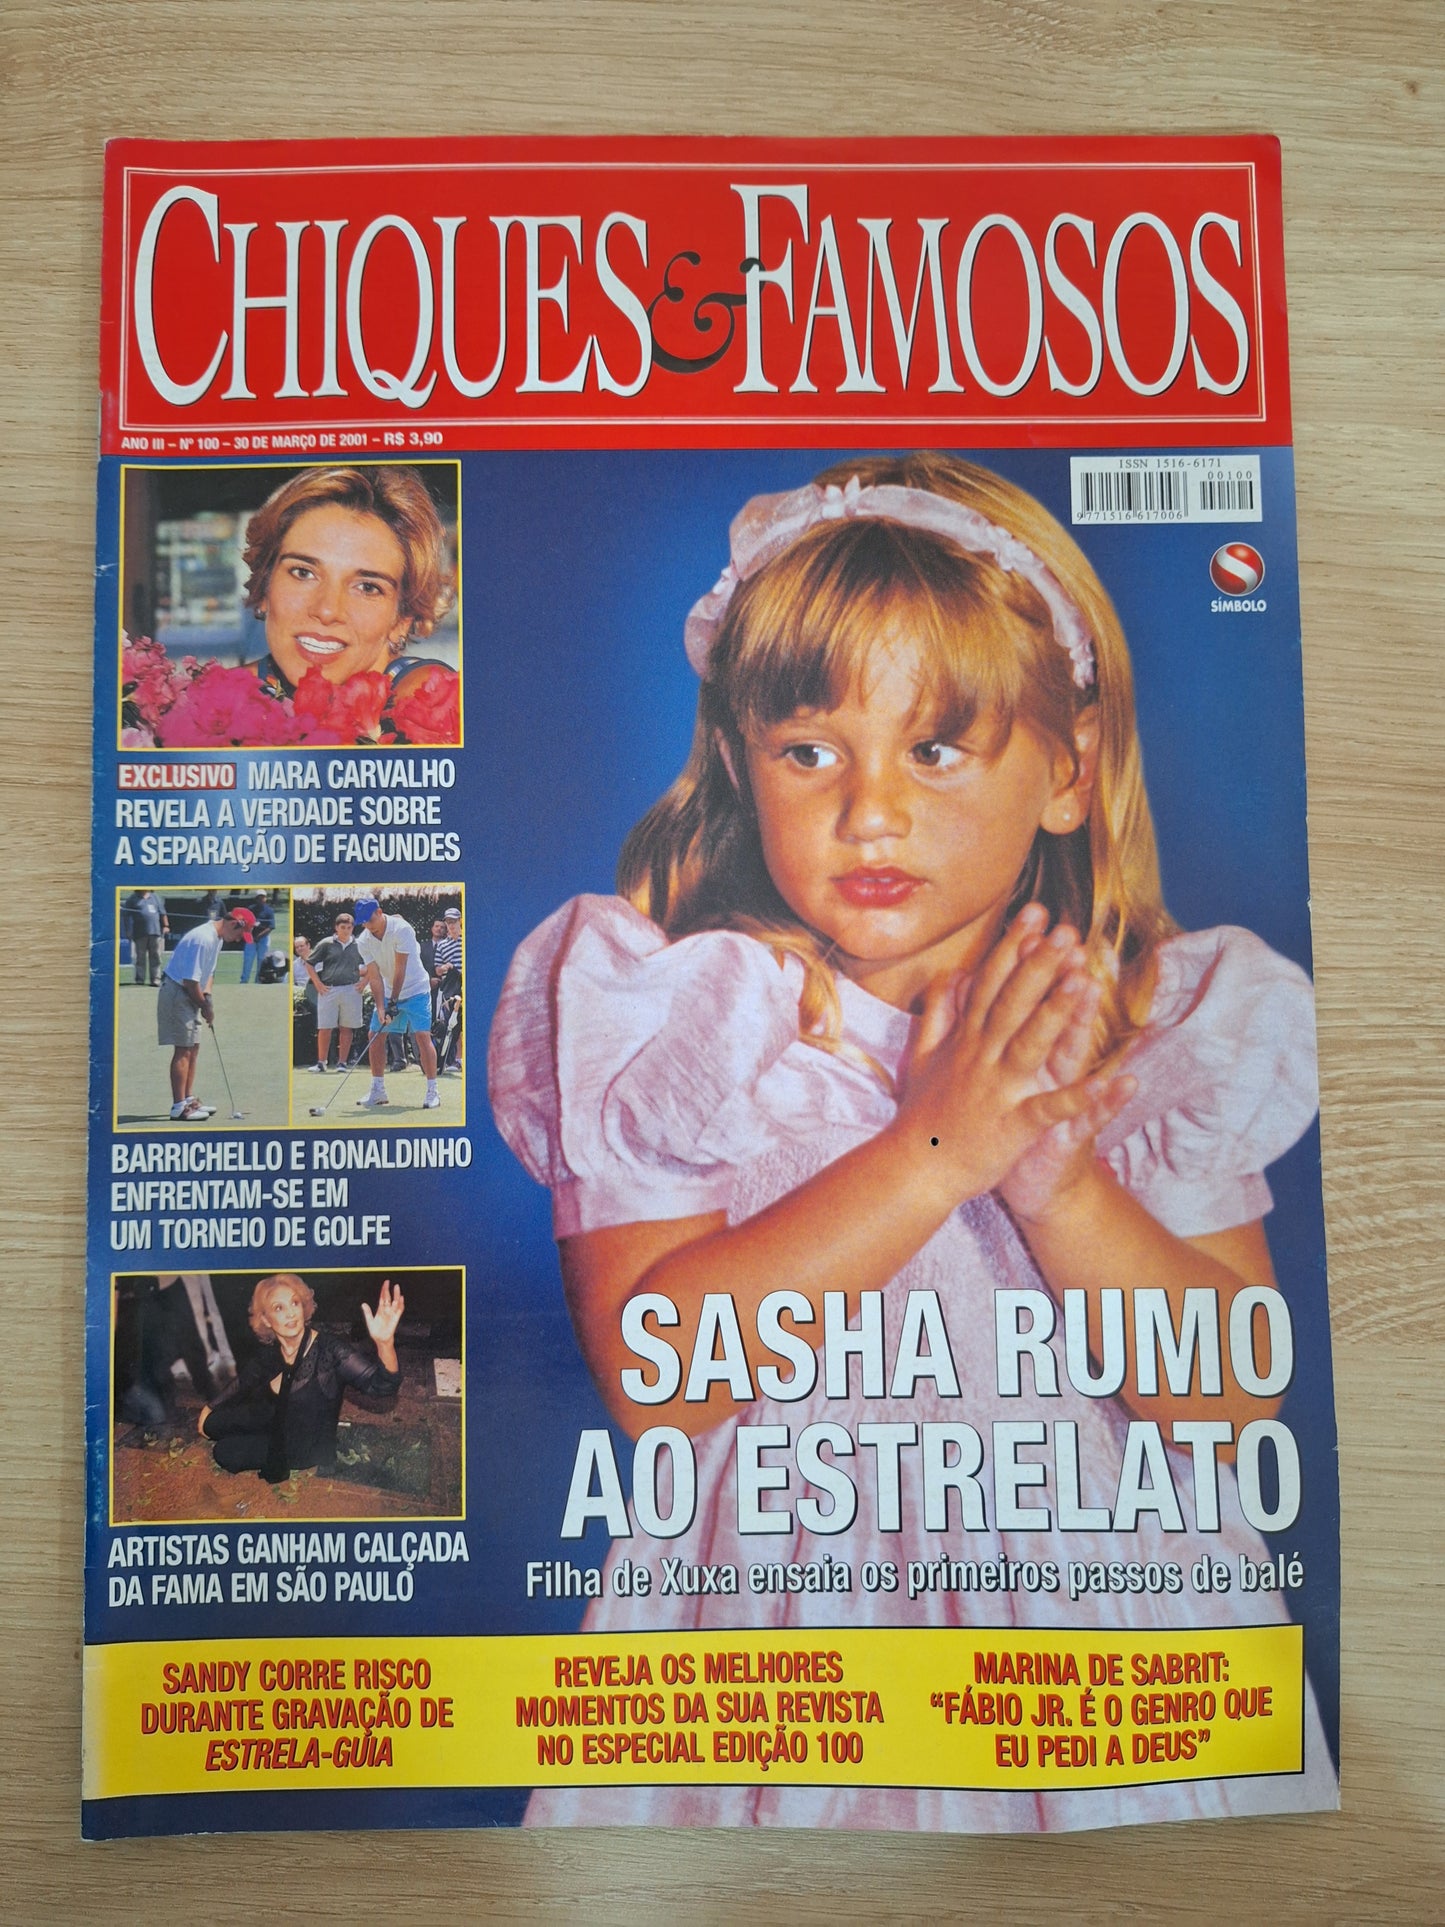 CHIQUES & FAMOSOS
ANO III – Nº 100 – 30 DE MARÇO DE 2001 – R$ 3,90
ISSN 1516-6171
00100
9771516617006
SÍMBOLO
EXCLUSIVO MARA CARVALHO
REVELA A VERDADE SOBRE
A SEPARAÇÃO DE FAGUNDES
BARRICHELLO E RONALDINHO
ENFRENTAM-SE EM
UM TORNEIO DE GOLFE
ARTISTAS GANHAM CALÇADA
DA FAMA EM SÃO PAULO
SASHA RUMO
AO ESTRELATO
Filha de Xuxa ensaia os primeiros passos de balé
SANDY CORRE RISCO
DURANTE GRAVAÇÃO DE
ESTRELA-GUIA
REVEJA OS MELHORES
MOMENTOS DA SUA REVISTA
NO ESPECIAL EDIÇÃO 100
MARINA DE SABRIT:
“FÁBIO JR. É O GENRO QUE
EU PEDI A DEUS”